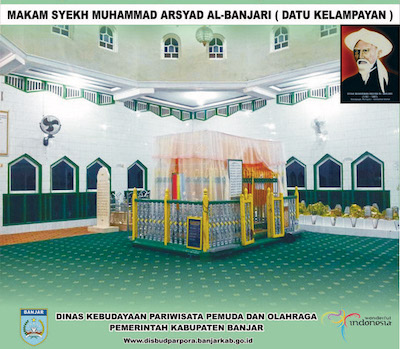 MAKAM SYEKH MUHAMMAD ARSYAD AL-BANJARI ( DATU KELAMPAYAN )
BANJAR
DINAS KEBUDAYAAN PARIWISATA PEMUDA DAN OLAHRAGA
PEMERINTAH KABUPATEN BANJAR
www.disbudparpora.banjarkab.go.id
wonderful
indonesia